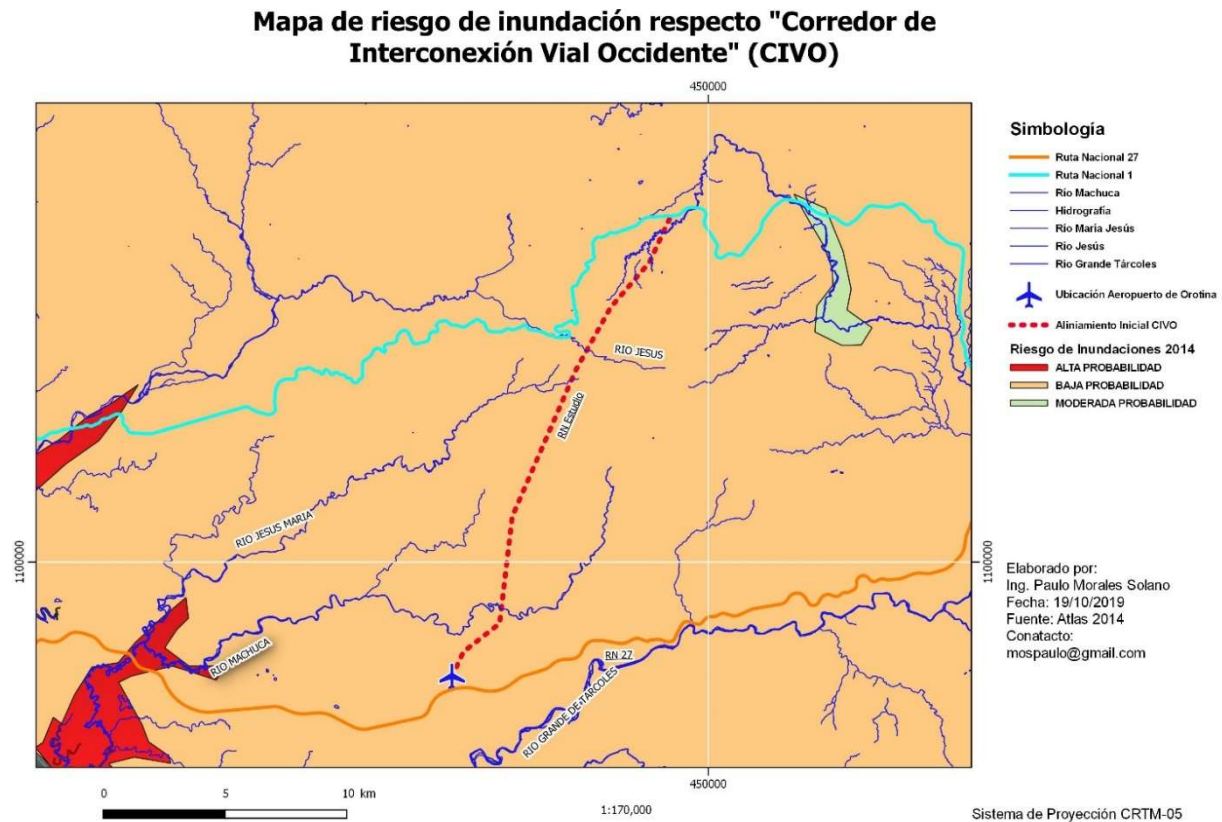 Mapa de riesgo de inundación respecto "Corredor de
Interconexión Vial Occidente" (CIVO)
450000
Simbología
Ruta Nacional 27
Ruta Nacional 1
Río Machuca
Hidrografía
Río Maria Jesús
Río Jesús
Río Grande Tárcoles
Ubicación Aeropuerto de Orotina
Aliniamiento Inicial CIVO
Riesgo de Inundaciones 2014
ALTA PROBABILIDAD
BAJA PROBABILIDAD
MODERADA PROBABILIDAD
RIO JESUS
RN Estudio
RIO JESUS MARIA
1100000
1100000
RIO MACHUCA
RN 27
RIO GRANDE DE TARCOLES
Elaborado por:
Ing. Paulo Morales Solano
Fecha: 19/10/2019
Fuente: Atlas 2014
Conatacto:
mospaulo@gmail.com
450000
0 5 10 km
1:170,000
Sistema de Proyección CRTM-05